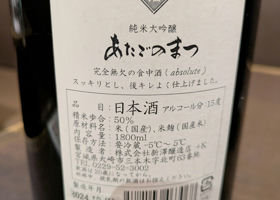 純米大吟醸
あたごのまつ
完全無欠の食中酒(absolute)
スッキリとし、後キレよく仕上げました。
品目：日本酒 アルコール分：15度
精米歩合：50%
原材料名：米(国産)、米麹(国産米)
内容量：1800ml
保存方法：要冷蔵 -5℃~5℃
製造者：株式会社新澤醸造店 +K
宮城県大崎市三本木字北町63番地
TEL：0229-52-3002
製造年月